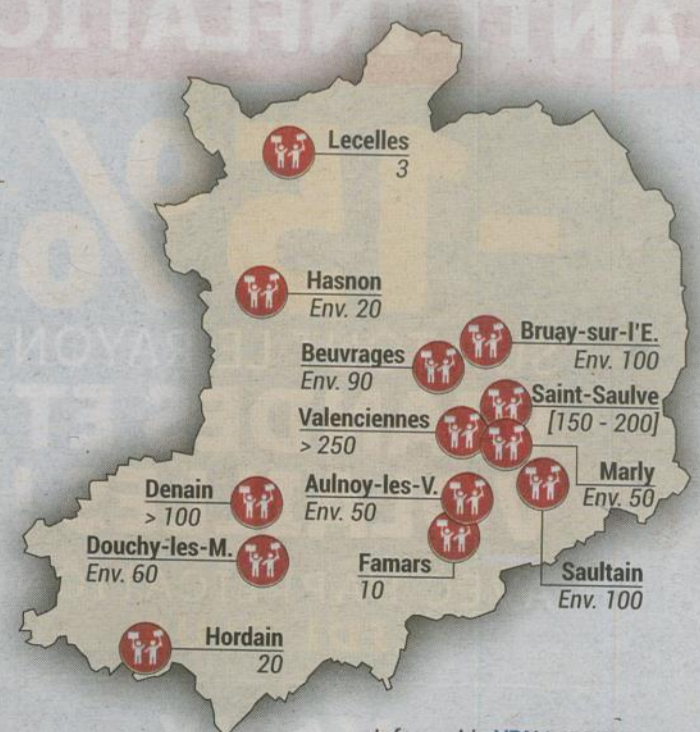 Lecelles
3
Hasnon
Env. 20
Bruay-sur-l'E.
Env. 100
Beuvrages
Env. 90
Saint-Saulve
[150 - 200]
Valenciennes
> 250
Marly
Env. 50
Denain
> 100
Aulnoy-les-V.
Env. 50
Douchy-les-M.
Env. 60
Famars
10
Saultain
Env. 100
Hordain
20